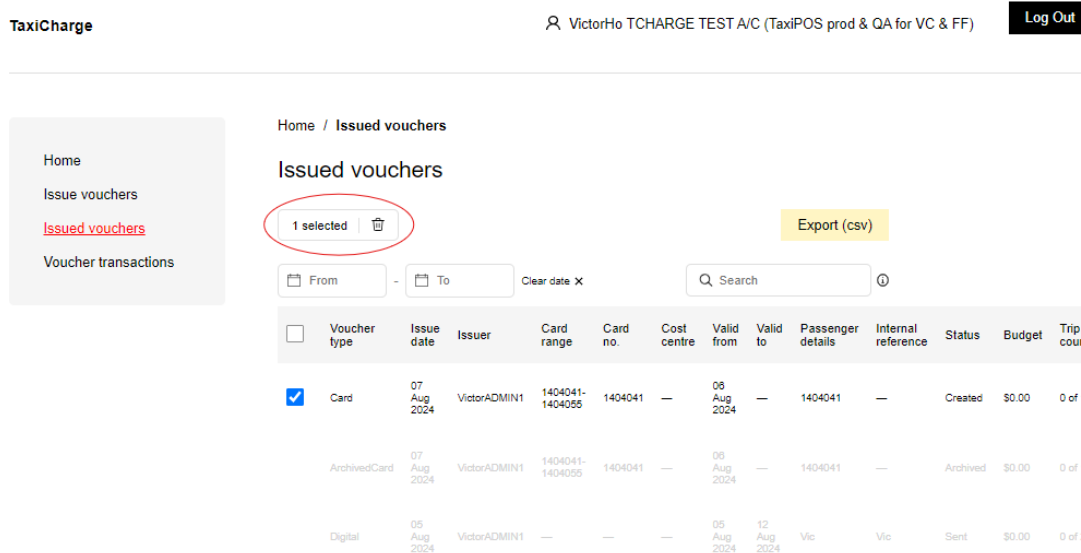 TaxiCharge
VictorHo TCHARGE TEST A/C (TaxiPOS prod & QA for VC & FF)
Log Out
Home
Issue vouchers
Issued vouchers
Voucher transactions
Home / Issued vouchers
Issued vouchers
1 selected
Export (csv)
From - To Clear date X
Search
Voucher type Issue date Issuer Card range Card no. Cost centre Valid from Valid to Passenger details Internal reference Status Budget Trip
Card 07 Aug 2024 VictorADMIN1 1404041-1404055 1404041 — 06 Aug 2024 — 1404041 — Created $0.00 0 of
ArchivedCard 07 Aug 2024 VictorADMIN1 1404041-1404055 1404041 — 06 Aug 2024 — 1404041 — Archived $0.00 0 of
Digital 05 Aug 2024 VictorADMIN1 — — — 05 Aug 2024 12 Aug 2024 Vic Vic Sent $0.00 0 of